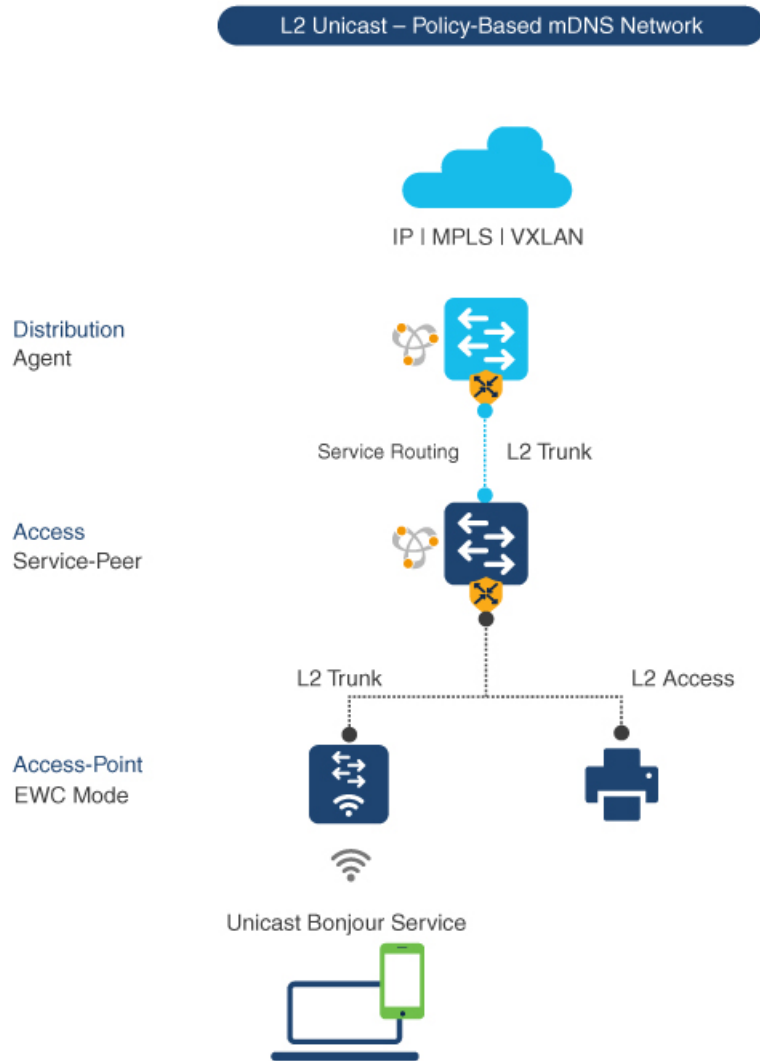 L2 Unicast – Policy-Based mDNS Network
IP | MPLS | VXLAN
Distribution
Agent
Service Routing
L2 Trunk
Access
Service-Peer
L2 Trunk
L2 Access
Access-Point
EWC Mode
Unicast Bonjour Service